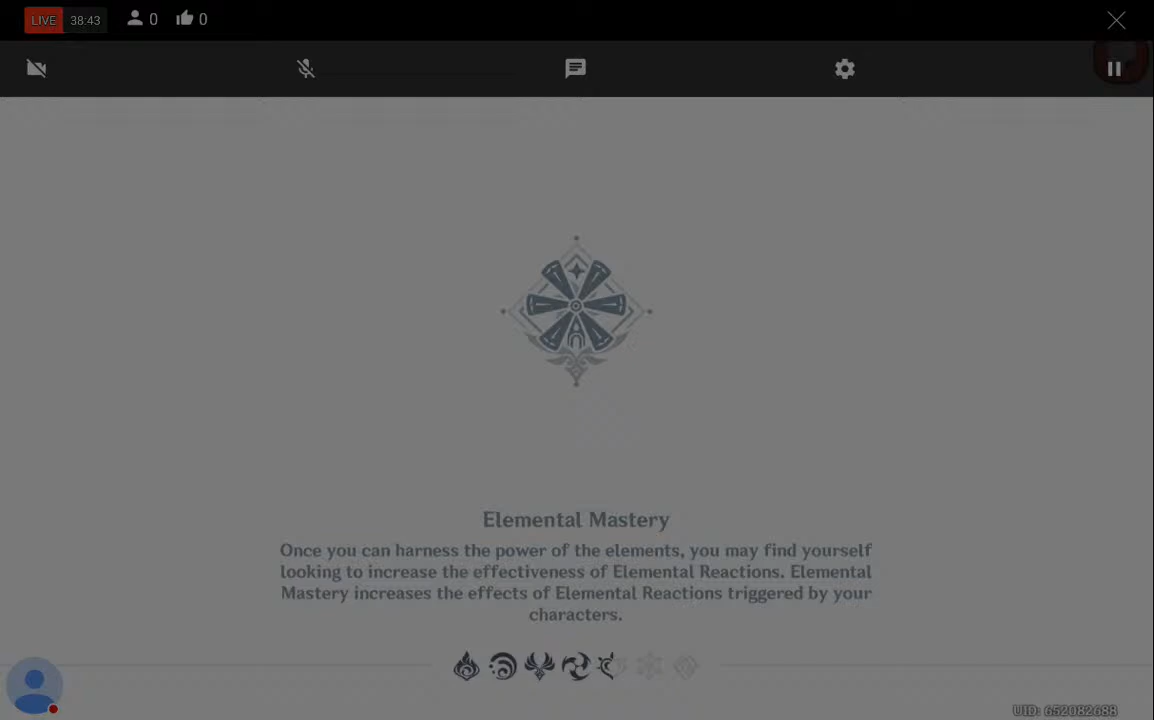 LIVE 38:43 0 0
Elemental Mastery
Once you can harness the power of the elements, you may find yourself
looking to increase the effectiveness of Elemental Reactions. Elemental
Mastery increases the effects of Elemental Reactions triggered by your
characters.
UID: 652082688